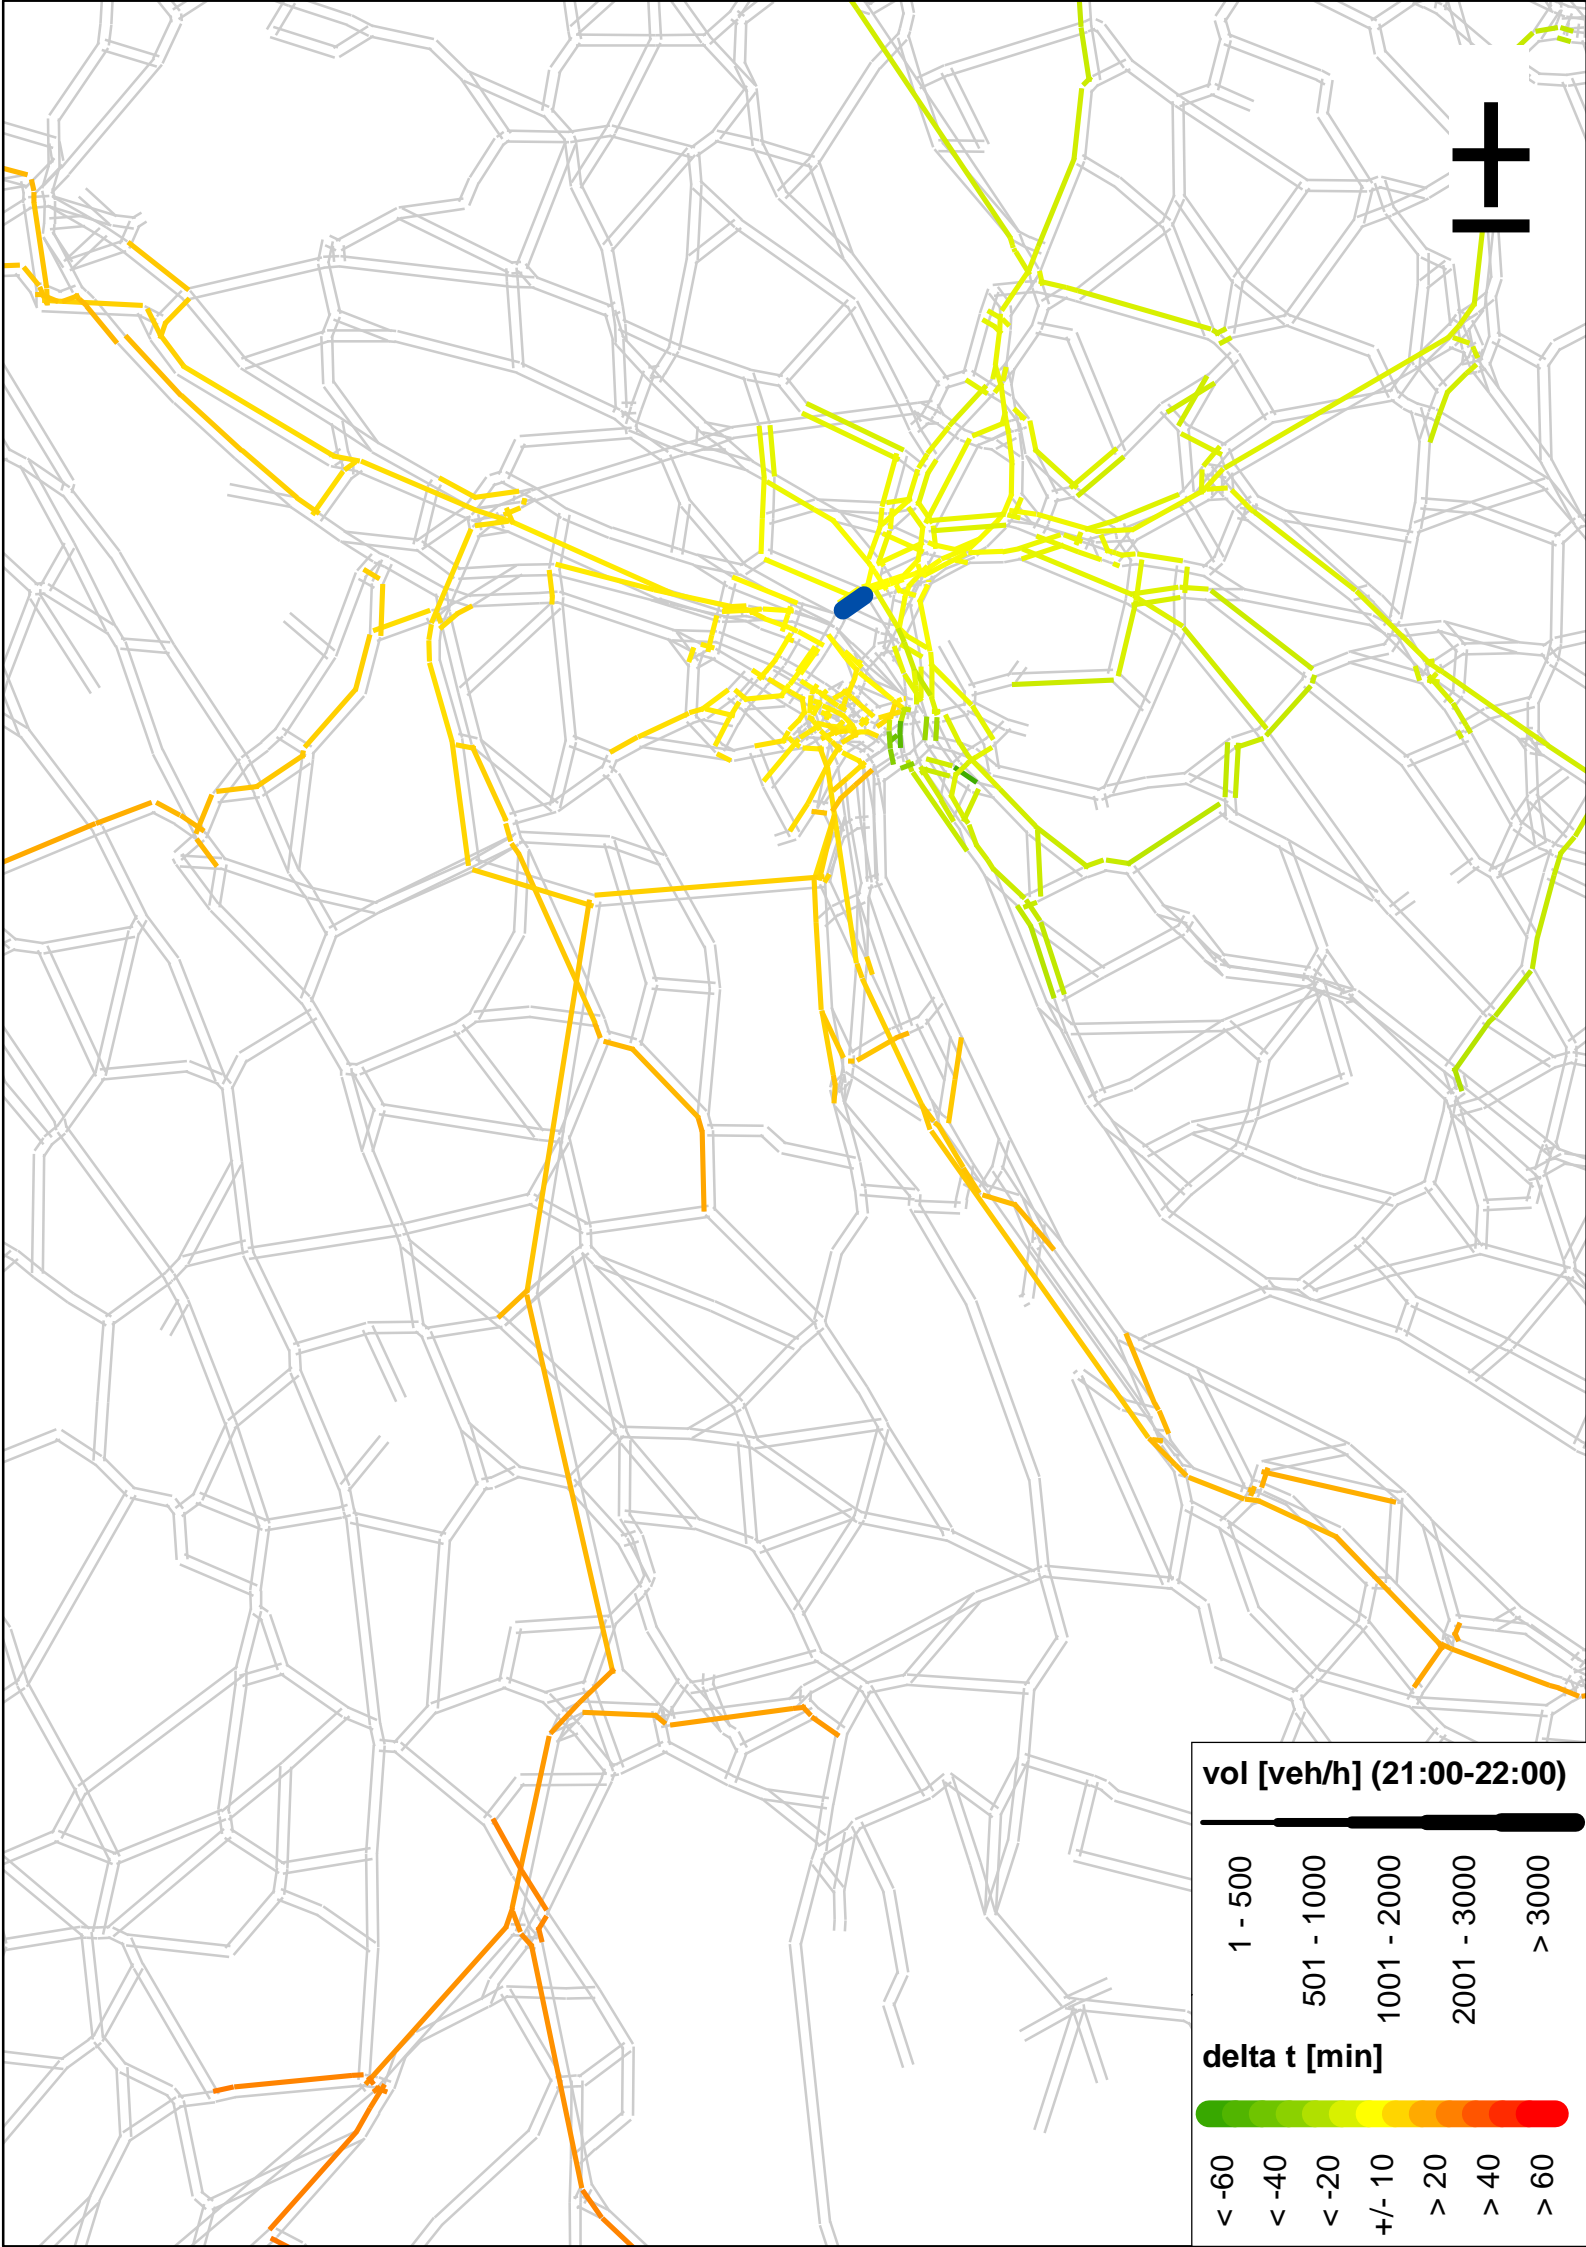 vol [veh/h] (21:00-22:00)
1 - 500
501 - 1000
1001 - 2000
2001 - 3000
> 3000
delta t [min]
< -60
< -40
< -20
+/- 10
> 20
> 40
> 60